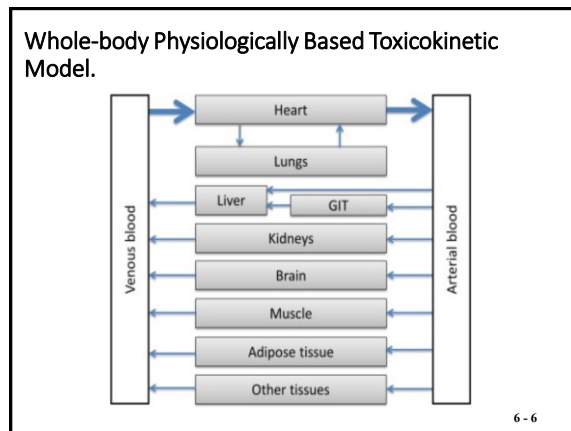 Whole-body Physiologically Based Toxicokinetic
Model.
Heart
Lungs
Liver
GIT
Kidneys
Brain
Muscle
Adipose tissue
Other tissues
Venous blood
Arterial blood
6 - 6